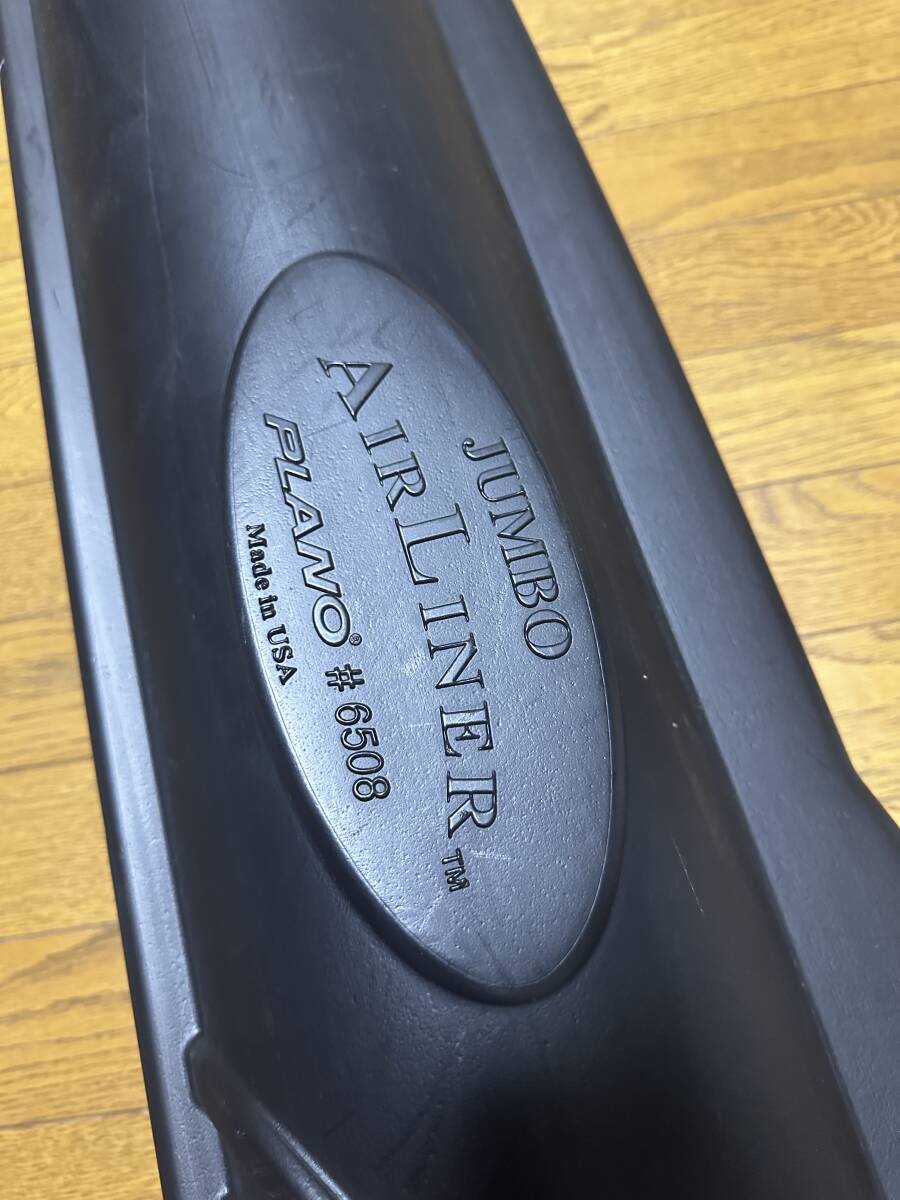 JUMBO
AIRLINER™
PLANO® # 6508
Made in USA